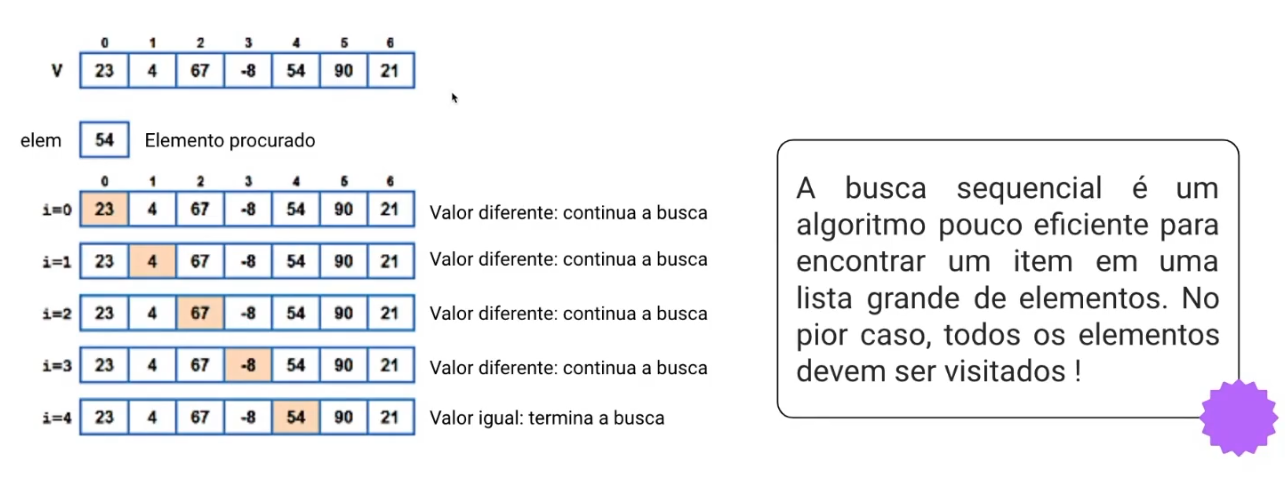 0 1 2 3 4 5 6
V 23 4 67 -8 54 90 21
elem 54 Elemento procurado
0 1 2 3 4 5 6
i=0 23 4 67 -8 54 90 21 Valor diferente: continua a busca
i=1 23 4 67 -8 54 90 21 Valor diferente: continua a busca
i=2 23 4 67 -8 54 90 21 Valor diferente: continua a busca
i=3 23 4 67 -8 54 90 21 Valor diferente: continua a busca
i=4 23 4 67 -8 54 90 21 Valor igual: termina a busca
A busca sequencial é um
algoritmo pouco eficiente para
encontrar um item em uma
lista grande de elementos. No
pior caso, todos os elementos
devem ser visitados !